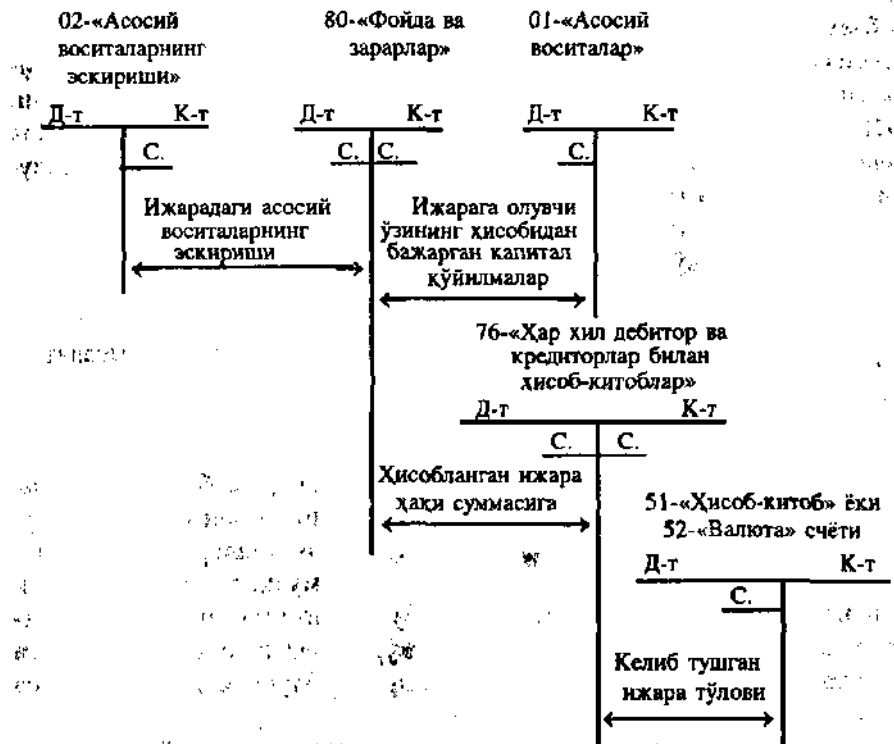 02-«Асосий
воситаларнинг
эскириши»
Д-т К-т
С.
80-«Фойда ва
зарарлар»
Д-т К-т
С. С.
01-«Асосий
воситалар»
Д-т К-т
С.
Ижарадаги асосий
воситаларнинг
эскириши
Ижарага олувчи
ўзининг ҳисобидан
бажарган капитал
қўйилмалар
76-«Ҳар хил дебитор ва
кредиторлар билан
ҳисоб-китоблар»
Д-т К-т
С. С.
Ҳисобланган ижара
ҳақи суммасига
51-«Ҳисоб-китоб» ёки
52-«Валюта» счёти
Д-т К-т
С.
Келиб тушган
ижара тўлови